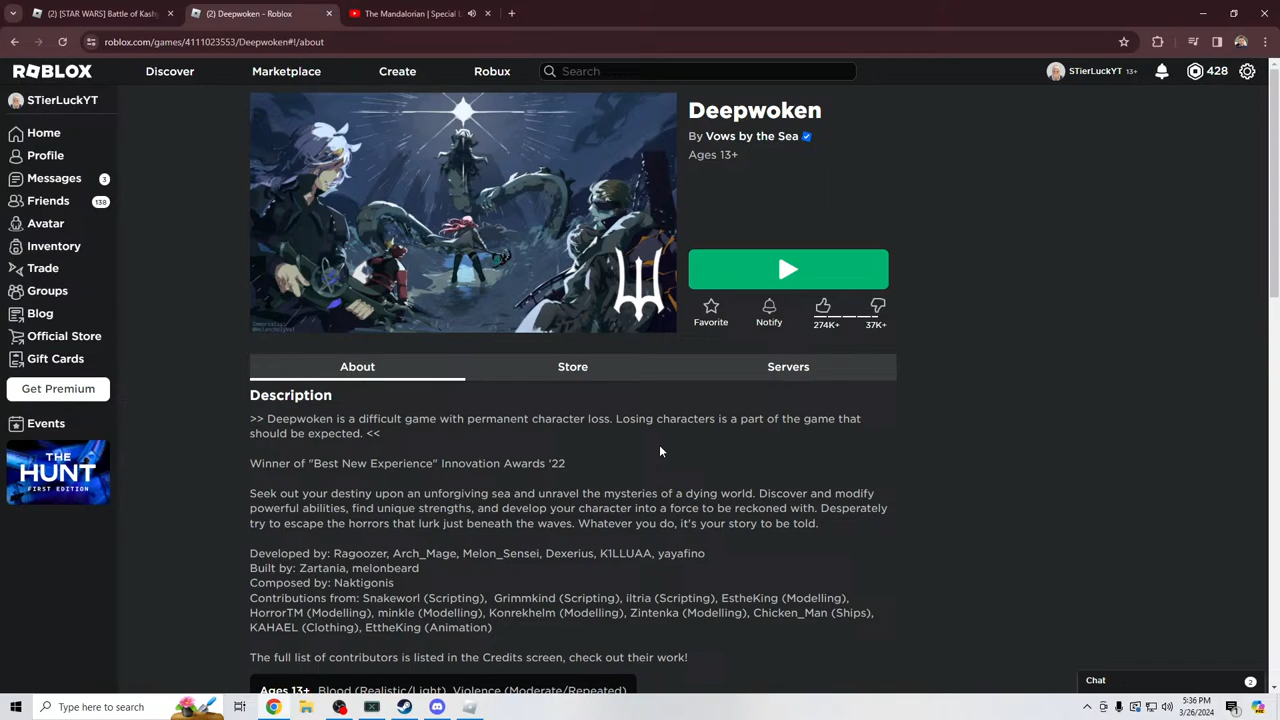 (2) [STAR WARS] Battle of Kash
(2) Deepwoken - Roblox
The Mandalorian | Special L
roblox.com/games/4111023553/Deepwoken#!/about
ROBLOX
Discover
Marketplace
Create
Robux
Search
STierLuckYT 13+
428
STierLuckYT
Home
Profile
Messages 3
Friends 138
Avatar
Inventory
Trade
Groups
Blog
Official Store
Gift Cards
Get Premium
Events
THE
HUNT
FIRST EDITION
Deepwoken
By Vows by the Sea
Ages 13+
Favorite
Notify
274K+
37K+
About
Store
Servers
Description
>> Deepwoken is a difficult game with permanent character loss. Losing characters is a part of the game that
should be expected. <<
Winner of "Best New Experience" Innovation Awards '22
Seek out your destiny upon an unforgiving sea and unravel the mysteries of a dying world. Discover and modify
powerful abilities, find unique strengths, and develop your character into a force to be reckoned with. Desperately
try to escape the horrors that lurk just beneath the waves. Whatever you do, it's your story to be told.
Developed by: Ragoozer, Arch_Mage, Melon_Sensei, Dexerius, K1LLUAA, yayafino
Built by: Zartania, melonbeard
Composed by: Naktigonis
Contributions from: Snakeworl (Scripting), Grimmkind (Scripting), iltria (Scripting), EstheKing (Modelling),
HorrorTM (Modelling), minkle (Modelling), Konrekhelm (Modelling), Zintenka (Modelling), Chicken_Man (Ships),
KAHAEL (Clothing), EttheKing (Animation)
The full list of contributors is listed in the Credits screen, check out their work!
Ages 13+ Blood (Realistic/Light), Violence (Moderate/Repeated)
Chat
2
Type here to search
5:36 PM
3/26/2024